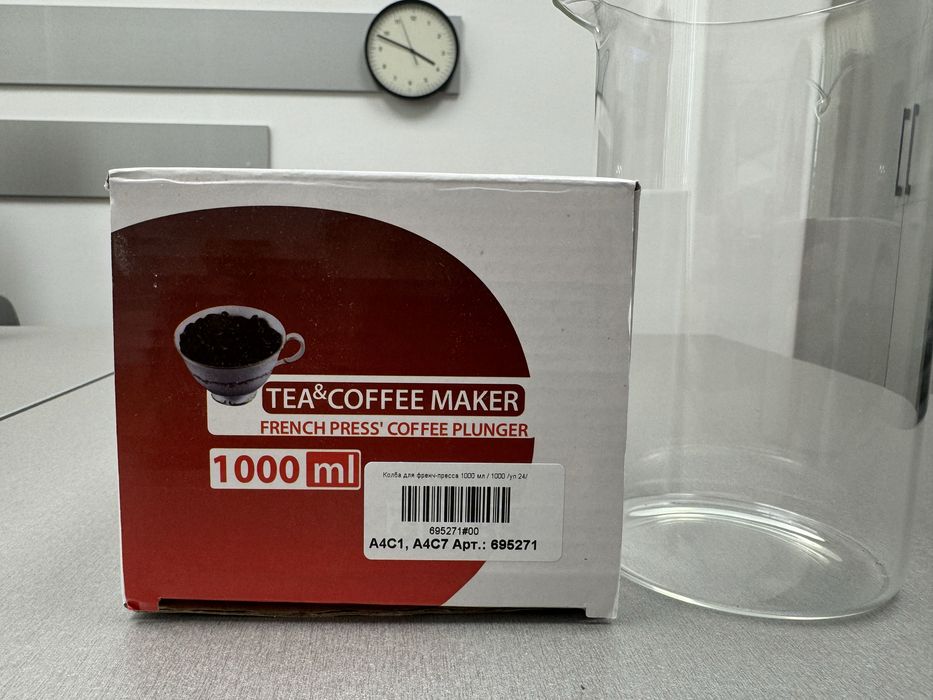 TEA&COFFEE MAKER
FRENCH PRESS' COFFEE PLUNGER
1000 ml
Колба для френч-пресса 1000 мл / 1000 /уп 24/
695271#00
A4C1, A4C7 Арт.: 695271